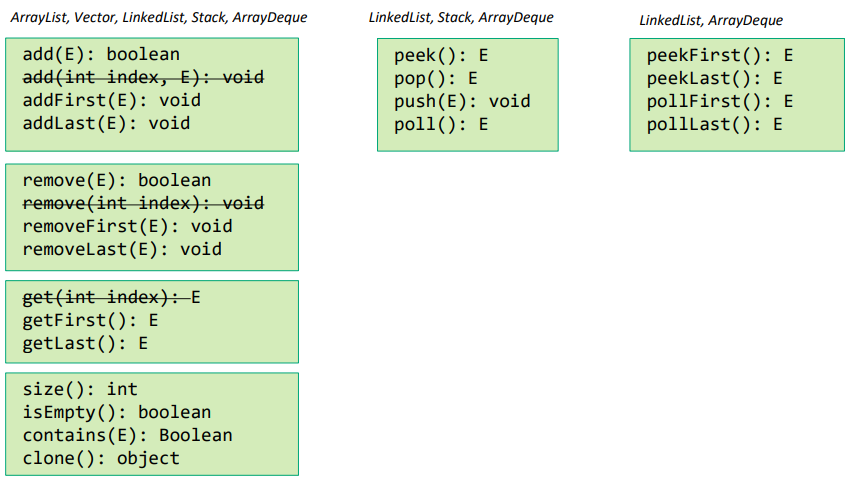 ArrayList, Vector, LinkedList, Stack, ArrayDeque
add(E): boolean
add(int index, E): void
addFirst(E): void
addLast(E): void
remove(E): boolean
remove(int index): void
removeFirst(E): void
removeLast(E): void
get(int index): E
getFirst(): E
getLast(): E
size(): int
isEmpty(): boolean
contains(E): Boolean
clone(): object
LinkedList, Stack, ArrayDeque
peek(): E
pop(): E
push(E): void
poll(): E
LinkedList, ArrayDeque
peekFirst(): E
peekLast(): E
pollFirst(): E
pollLast(): E